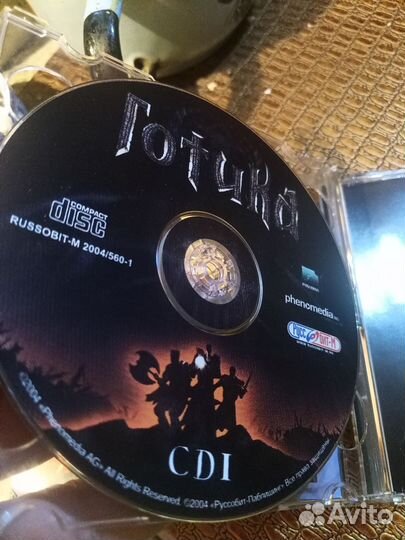 Готика
COMPACT
disc
RUSSOBIT-M 2004/560-1
phenomedia
CD1
©2004 «Phenomedia AG» All Rights Reserved. ©2004 «Руссобит-Паблишинг» Все права защищены
Avito